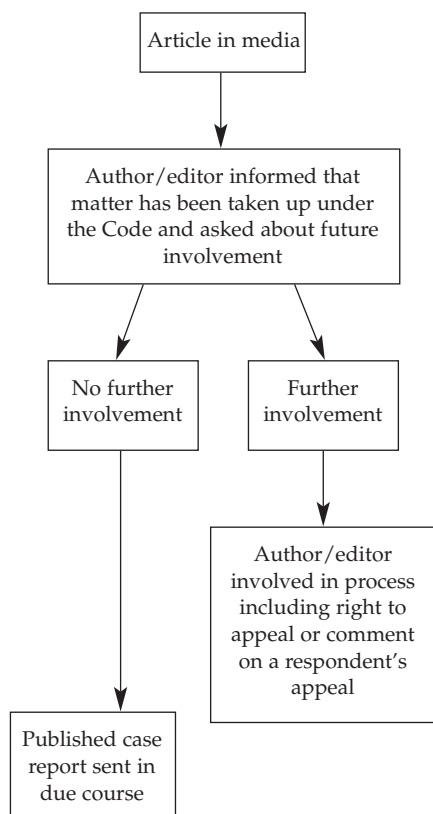 Article in media
Author/editor informed that
matter has been taken up under
the Code and asked about future
involvement
No further
involvement
Further
involvement
Author/editor
involved in process
including right to
appeal or comment
on a respondent's
appeal
Published case
report sent in
due course